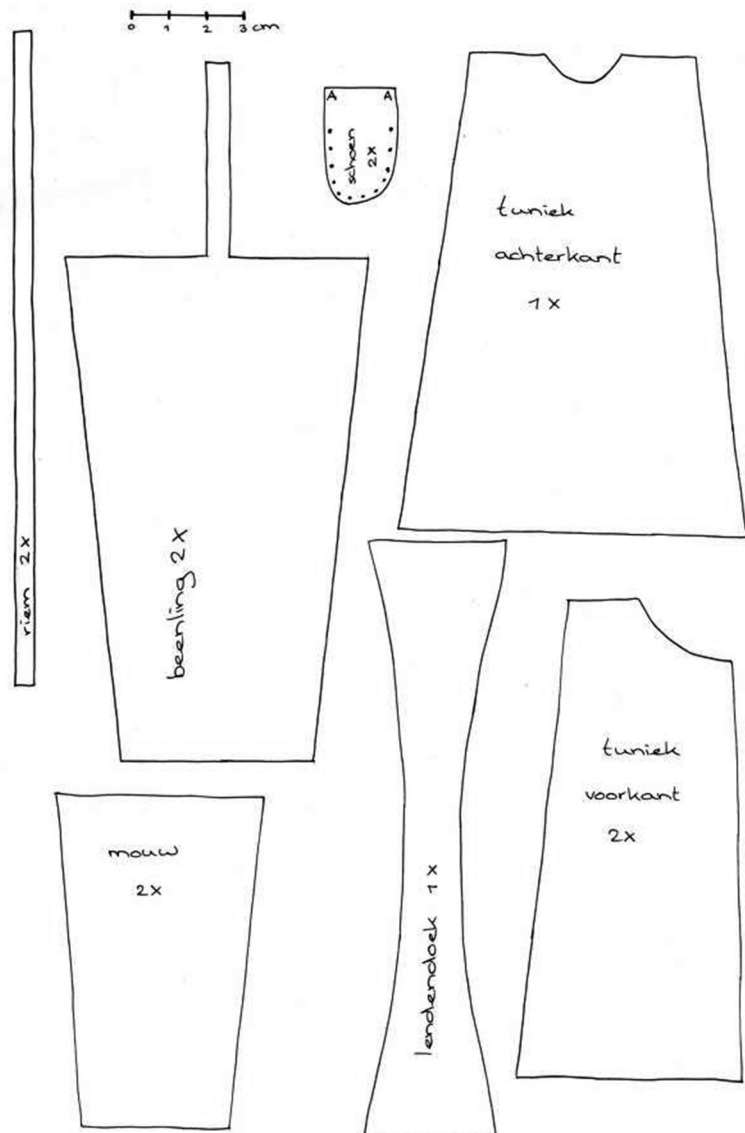 0 1 2 3 cm
A A
schoen
2x
tuniek
achterkant
1x
riem 2x
beenling 2x
tuniek
voorkant
2x
mouw
2x
lendendoek 1x